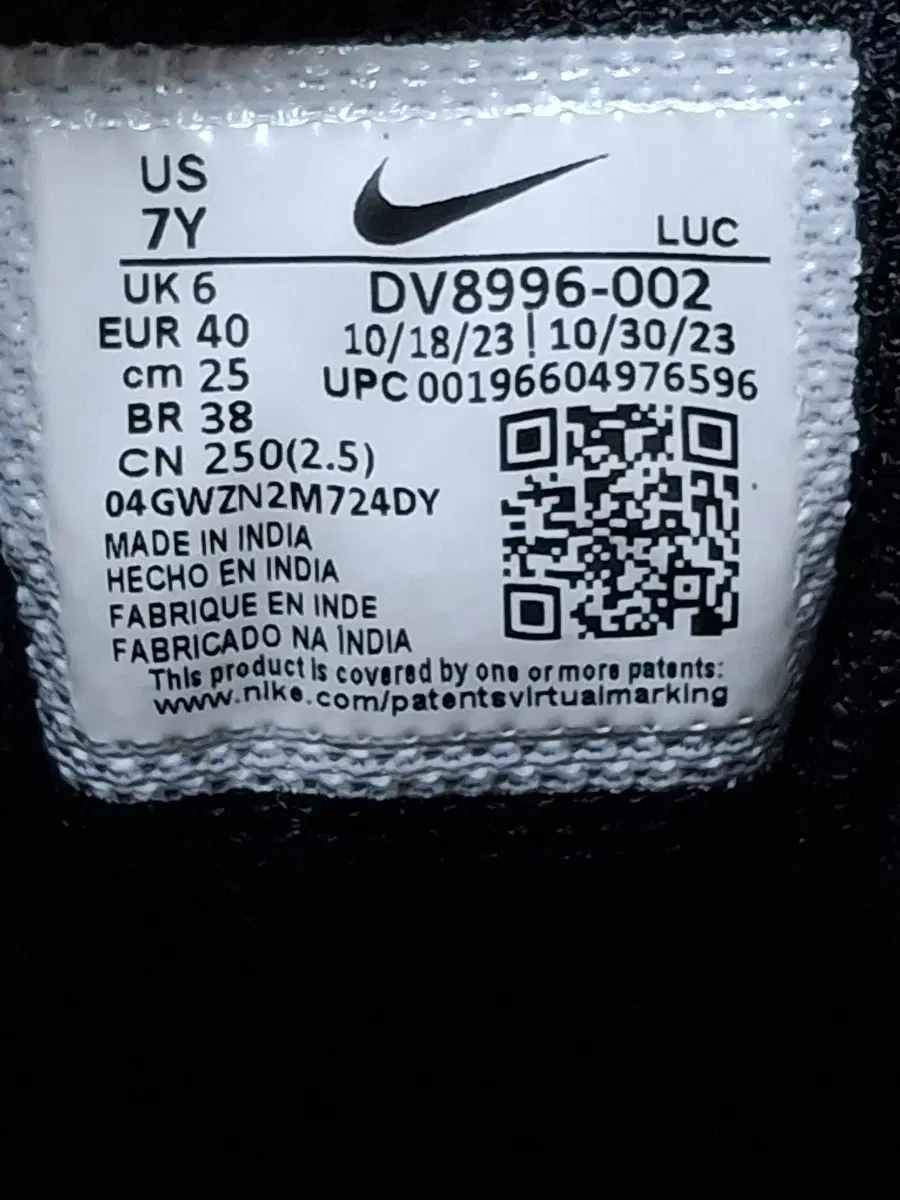 US
7Y
LUC
UK 6
EUR 40
cm 25
BR 38
CN 250(2.5)
DV8996-002
10/18/23 | 10/30/23
UPC 00196604976596
04GWZN2M724DY
MADE IN INDIA
HECHO EN INDIA
FABRIQUE EN INDE
FABRICADO NA ÍNDIA
This product is covered by one or more patents:
www.nike.com/patentsvirtualmarking